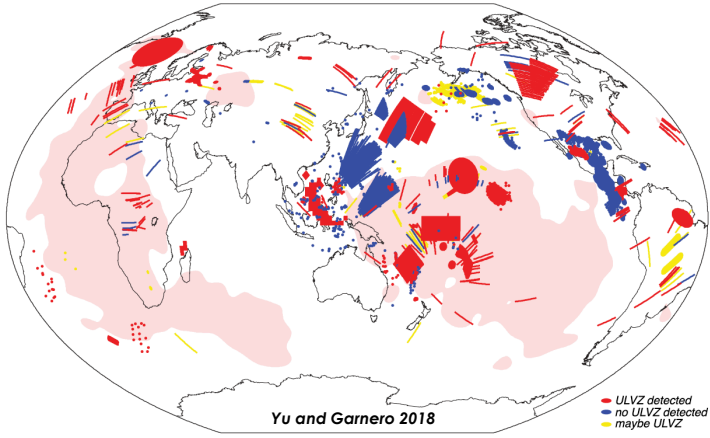 ULVZ detected
no ULVZ detected
maybe ULVZ
Yu and Garnero 2018